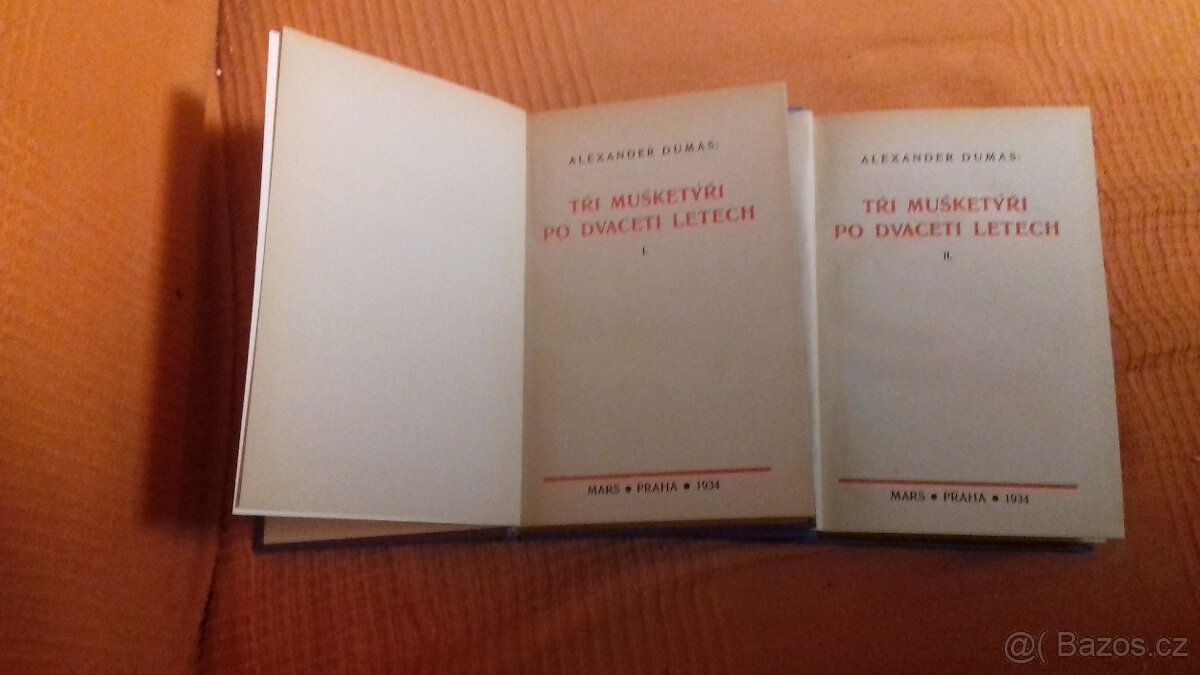 ALEXANDER DUMAS:
TŘI MUŠKETÝŘI
PO DVACETI LETECH
I.
MARS • PRAHA • 1934
ALEXANDER DUMAS:
TŘI MUŠKETÝŘI
PO DVACETI LETECH
II.
MARS • PRAHA • 1934
@( Bazos.cz